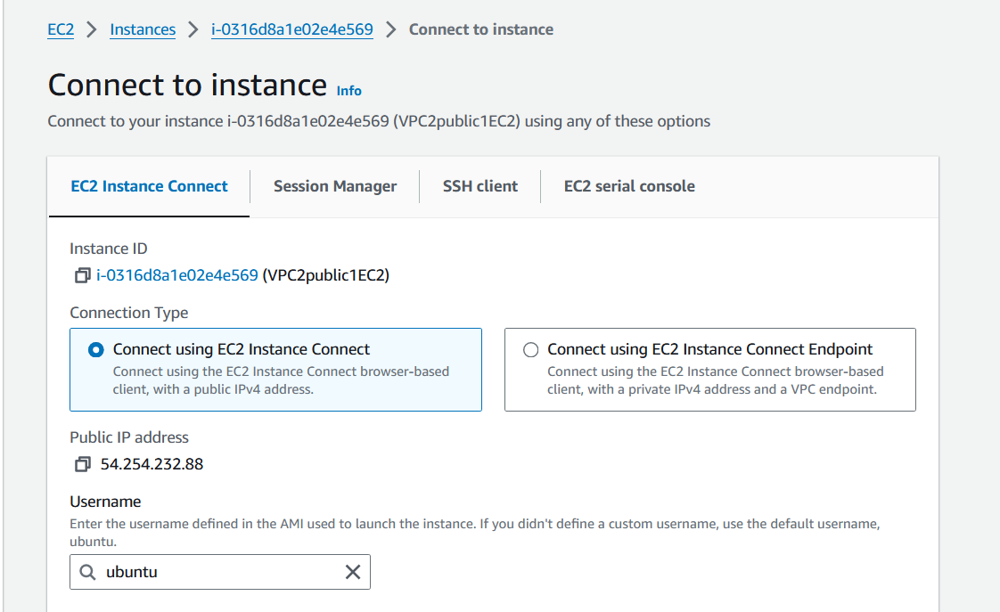 EC2 > Instances > i-0316d8a1e02e4e569 > Connect to instance
Connect to instance Info
Connect to your instance i-0316d8a1e02e4e569 (VPC2public1EC2) using any of these options
EC2 Instance Connect Session Manager SSH client EC2 serial console
Instance ID
i-0316d8a1e02e4e569 (VPC2public1EC2)
Connection Type
Connect using EC2 Instance Connect
Connect using the EC2 Instance Connect browser-based
client, with a public IPv4 address.
Connect using EC2 Instance Connect Endpoint
Connect using the EC2 Instance Connect browser-based
client, with a private IPv4 address and a VPC endpoint.
Public IP address
54.254.232.88
Username
Enter the username defined in the AMI used to launch the instance. If you didn't define a custom username, use the default username,
ubuntu.
ubuntu